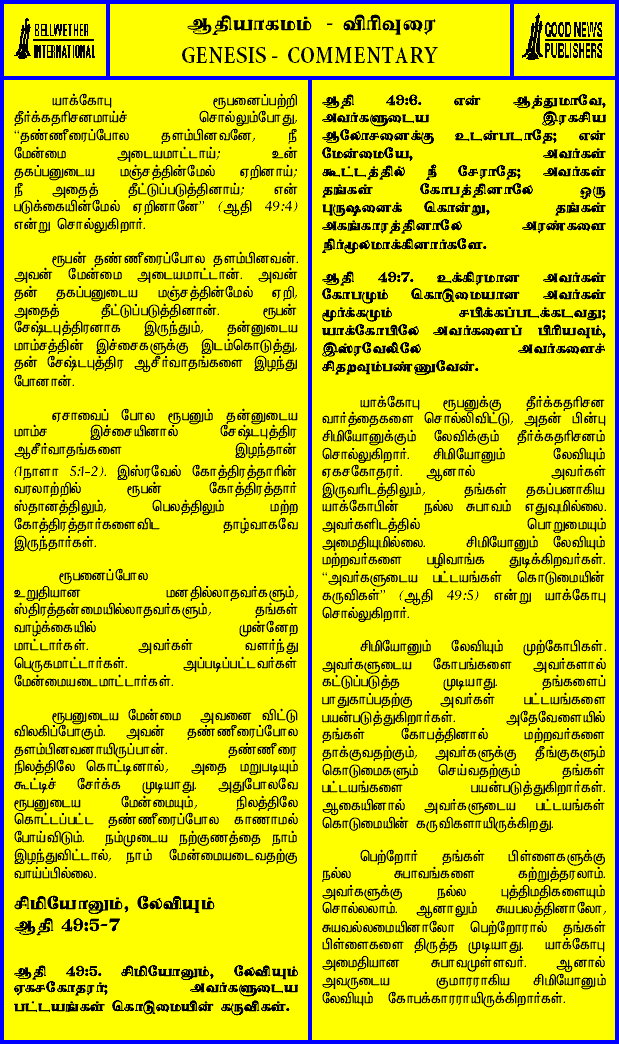 BELLWETHER
INTERNATIONAL
ஆதியாகமம் - விரிவுரை
GENESIS - COMMENTARY
GOOD NEWS
PUBLISHERS
யாக்கோபு ரூபனைப்பற்றி
தீர்க்கதரிசனமாய்ச் சொல்லும்போது,
“தண்ணீரைப்போல தளம்பினவனே, நீ
மேன்மை அடையமாட்டாய்; உன்
தகப்பனுடைய மஞ்சத்தின்மேல் ஏறினாய்;
நீ அதைத் தீட்டுப்படுத்தினாய்; என்
படுக்கையின்மேல் ஏறினானே” (ஆதி 49:4)
என்று சொல்லுகிறார்.
ரூபன் தண்ணீரைப்போல தளம்பினவன்.
அவன் மேன்மை அடையமாட்டான். அவன்
தன் தகப்பனுடைய மஞ்சத்தின்மேல் ஏறி,
அதைத் தீட்டுப்படுத்தினான். ரூபன்
சேஷ்டபுத்திரனாக இருந்தும், தன்னுடைய
மாம்சத்தின் இச்சைகளுக்கு இடம்கொடுத்து,
தன் சேஷ்டபுத்திர ஆசீர்வாதங்களை இழந்து
போனான்.
ஏசாவைப் போல ரூபனும் தன்னுடைய
மாம்ச இச்சையினால் சேஷ்டபுத்திர
ஆசீர்வாதங்களை இழந்தான்
(1நாளா 5:1-2). இஸ்ரவேல் கோத்திரத்தாரின்
வரலாற்றில் ரூபன் கோத்திரத்தார்
ஸ்தானத்திலும், பெலத்திலும் மற்ற
கோத்திரத்தார்களைவிட தாழ்வாகவே
இருந்தார்கள்.
ரூபனைப்போல
உறுதியான மனதில்லாதவர்களும்,
ஸ்திரத்தன்மையில்லாதவர்களும், தங்கள்
வாழ்க்கையில் முன்னேற
மாட்டார்கள். அவர்கள் வளர்ந்து
பெருகமாட்டார்கள். அப்படிப்பட்டவர்கள்
மேன்மையடைமாட்டார்கள்.
ரூபனுடைய மேன்மை அவனை விட்டு
விலகிப்போகும். அவன் தண்ணீரைப்போல
தளம்பினவனாயிருப்பான். தண்ணீரை
நிலத்திலே கொட்டினால், அதை மறுபடியும்
கூட்டிச் சேர்க்க முடியாது. அதுபோலவே
ரூபனுடைய மேன்மையும், நிலத்திலே
கொட்டப்பட்ட தண்ணீரைப்போல காணாமல்
போய்விடும். நம்முடைய நற்குணத்தை நாம்
இழந்துவிட்டால், நாம் மேன்மையடைவதற்கு
வாய்ப்பில்லை.
சிமியோனும், லேவியும்
ஆதி 49:5-7
ஆதி 49:5. சிமியோனும், லேவியும்
ஏகசகோதரர்; அவர்களுடைய
பட்டயங்கள் கொடுமையின் கருவிகள்.
ஆதி 49:6. என் ஆத்துமாவே,
அவர்களுடைய இரகசிய
ஆலோசனைக்கு உடன்படாதே; என்
மேன்மையே, அவர்கள்
கூட்டத்தில் நீ சேராதே; அவர்கள்
தங்கள் கோபத்தினாலே ஒரு
புருஷனைக் கொன்று, தங்கள்
அகங்காரத்தினாலே அரண்களை
நிர்மூலமாக்கினார்களே.
ஆதி 49:7. உக்கிரமான அவர்கள்
கோபமும் கொடுமையான அவர்கள்
மூர்க்கமும் சபிக்கப்படக்கடவது;
யாக்கோபிலே அவர்களைப் பிரியவும்,
இஸ்ரவேலிலே அவர்களைச்
சிதறவும்பண்ணுவேன்.
யாக்கோபு ரூபனுக்கு தீர்க்கதரிசன
வார்த்தைகளை சொல்லிவிட்டு, அதன் பின்பு
சிமியோனுக்கும் லேவிக்கும் தீர்க்கதரிசனம்
சொல்லுகிறார். சிமியோனும் லேவியும்
ஏகசகோதரர். ஆனால் அவர்கள்
இருவரிடத்திலும், தங்கள் தகப்பனாகிய
யாக்கோபின் நல்ல சுபாவம் எதுவுமில்லை.
அவர்களிடத்தில் பொறுமையும்
அமைதியுமில்லை. சிமியோனும் லேவியும்
மற்றவர்களை பழிவாங்க துடிக்கிறவர்கள்.
“அவர்களுடைய பட்டயங்கள் கொடுமையின்
கருவிகள்” (ஆதி 49:5) என்று யாக்கோபு
சொல்லுகிறார்.
சிமியோனும் லேவியும் முற்கோபிகள்.
அவர்களுடைய கோபங்களை அவர்களால்
கட்டுப்படுத்த முடியாது. தங்களைப்
பாதுகாப்பதற்கு அவர்கள் பட்டயங்களை
பயன்படுத்துகிறார்கள். அதேவேளையில்
தங்கள் கோபத்தினால் மற்றவர்களை
தாக்குவதற்கும், அவர்களுக்கு தீங்குகளும்
கொடுமைகளும் செய்வதற்கும் தங்கள்
பட்டயங்களை பயன்படுத்துகிறார்கள்.
ஆகையினால் அவர்களுடைய பட்டயங்கள்
கொடுமையின் கருவிகளாயிருக்கிறது.
பெற்றோர் தங்கள் பிள்ளைகளுக்கு
நல்ல சுபாவங்களை கற்றுத்தரலாம்.
அவர்களுக்கு நல்ல புத்திமதிகளையும்
சொல்லலாம். ஆனாலும் சுயபலத்தினாலோ,
சுயவல்லமையினாலோ பெற்றோரால் தங்கள்
பிள்ளைகளை திருத்த முடியாது. யாக்கோபு
அமைதியான சுபாவமுள்ளவர். ஆனால்
அவருடைய குமாரராகிய சிமியோனும்
லேவியும் கோபக்காரராயிருக்கிறார்கள்.